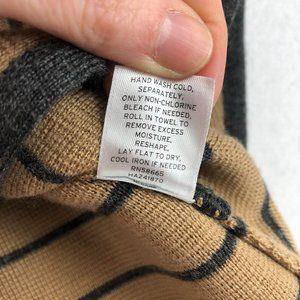 HAND WASH COLD,
SEPARATELY,
ONLY NON-CHLORINE
BLEACH IF NEEDED,
ROLL IN TOWEL TO
REMOVE EXCESS
MOISTURE,
RESHAPE,
LAY FLAT TO DRY,
COOL IRON IF NEEDED
RN58665
HA241870